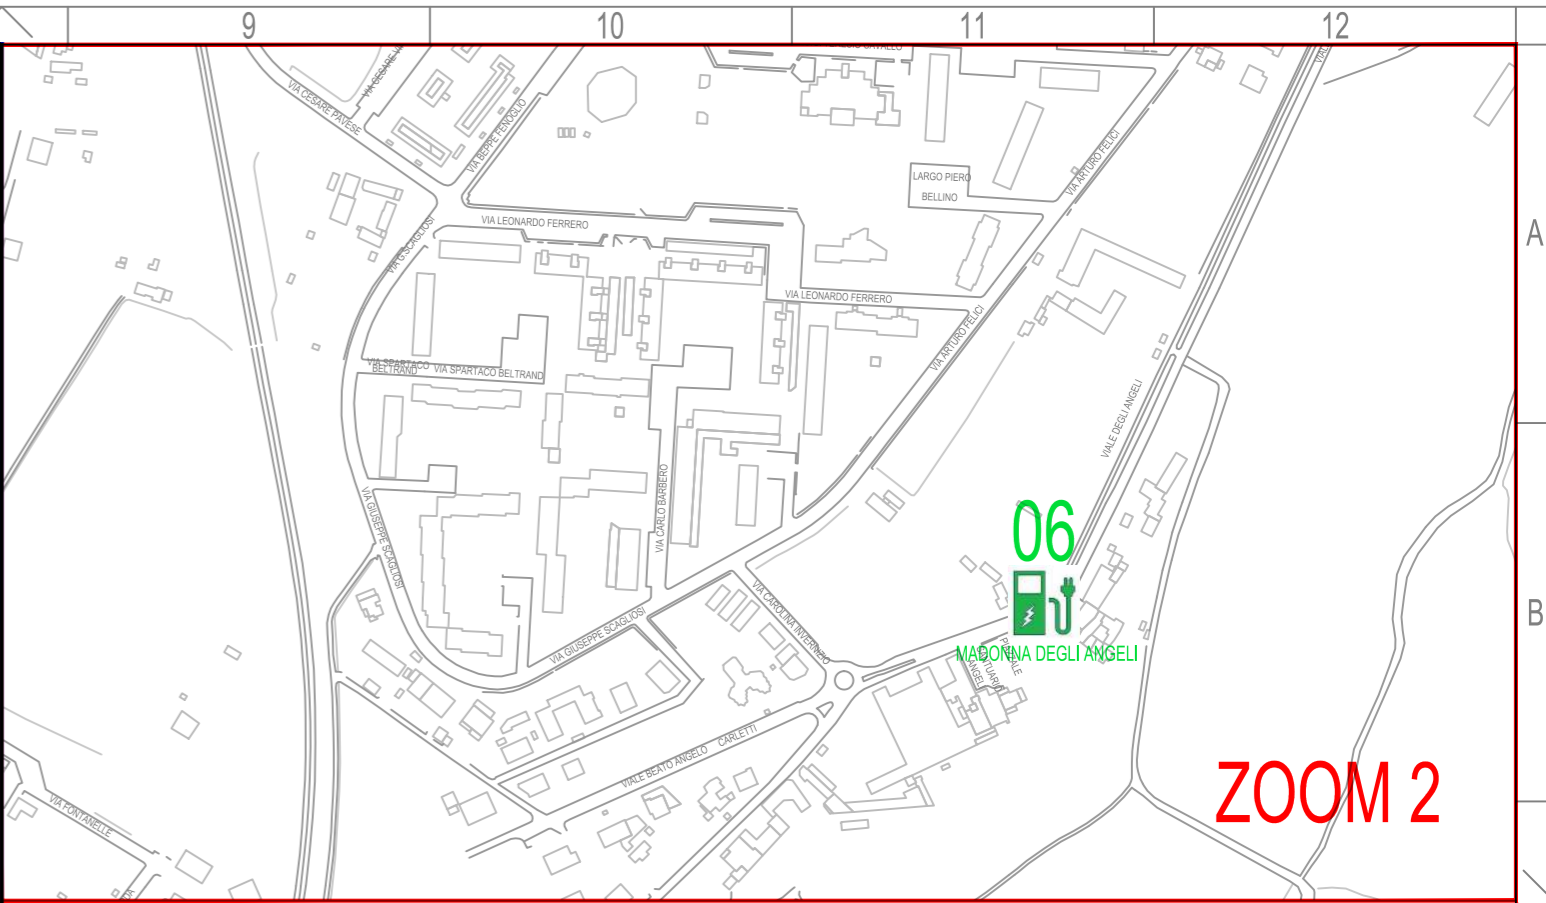 9
10
11
12
A
B
VIA CESARE PAVESE
VIA BEPPE FENOGLIO
VIA ARTURO FELICI
LARGO PIERO
BELLINO
VIA LEONARDO FERRERO
VIA G.SCAGLIOSI
VIA LEONARDO FERRERO
VIA ARTURO FELICI
VIA SPARTACO
BELTRAND
VIA SPARTACO BELTRAND
VIALE DEGLI ANGELI
VIA CARLO BARBERO
VIA GIUSEPPE SCAGLIOSI
06
VIA CAROLINA INVERNIZIO
VIA GIUSEPPE SCAGLIOSI
MADONNA DEGLI ANGELI
PIAZZALE
SANTUARIO
ANGELI
VIALE BEATO ANGELO CARLETTI
VIA FONTANELLE
ZOOM 2